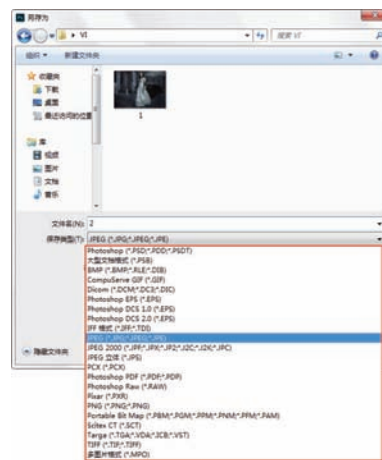 另存为
VI
搜索 VI
组织 新建文件夹
收藏夹
下载
桌面
最近访问的位置
1
库
视频
图片
文档
音乐
文件名(N): 2
保存类型(T): JPEG (*.JPG;*.JPEG;*.JPE)
Photoshop (*.PSD;*.PDD;*.PSDT)
大型文档格式 (*.PSB)
BMP (*.BMP;*.RLE;*.DIB)
CompuServe GIF (*.GIF)
Dicom (*.DCM;*.DC3;*.DIC)
Photoshop EPS (*.EPS)
Photoshop DCS 1.0 (*.EPS)
Photoshop DCS 2.0 (*.EPS)
IFF 格式 (*.IFF;*.TDI)
JPEG (*.JPG;*.JPEG;*.JPE)
JPEG 2000 (*.JPF;*.JPX;*.JP2;*.J2C;*.J2K;*.JPC)
JPEG 立体 (*.JPS)
PCX (*.PCX)
Photoshop PDF (*.PDF;*.PDP)
Photoshop Raw (*.RAW)
Pixar (*.PXR)
PNG (*.PNG;*.PNG)
Portable Bit Map (*.PBM;*.PGM;*.PPM;*.PNM;*.PFM;*.PAM)
Scitex CT (*.SCT)
Targa (*.TGA;*.VDA;*.ICB;*.VST)
TIFF (*.TIF;*.TIFF)
多图片格式 (*.MPO)
隐藏文件夹